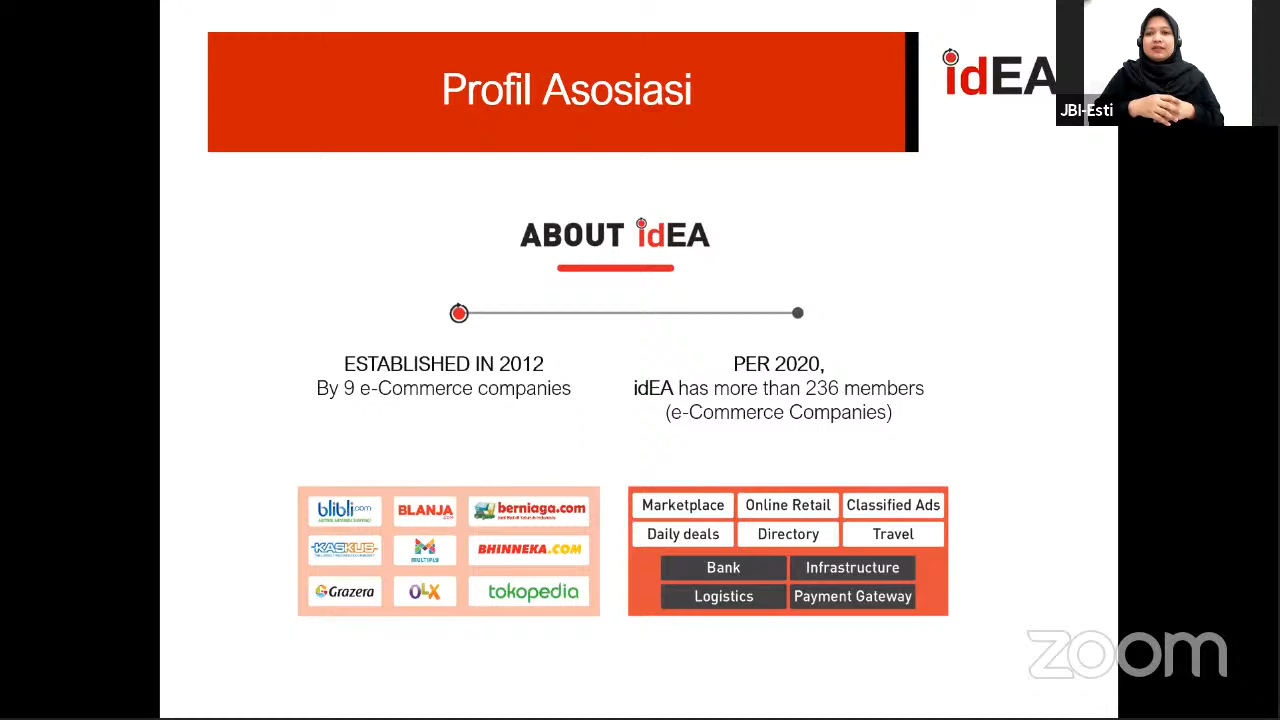 Profil Asosiasi
idEA
JBI-Esti
ABOUT idEA
ESTABLISHED IN 2012
By 9 e-Commerce companies
PER 2020,
idEA has more than 236 members
(e-Commerce Companies)
blibli.com
BLANJA.com
berniaga.com
KASKUS
MULTIPLY
BHINNEKA.COM
Grazera
OLX
tokopedia
Marketplace
Online Retail
Classified Ads
Daily deals
Directory
Travel
Bank
Infrastructure
Logistics
Payment Gateway
zoom